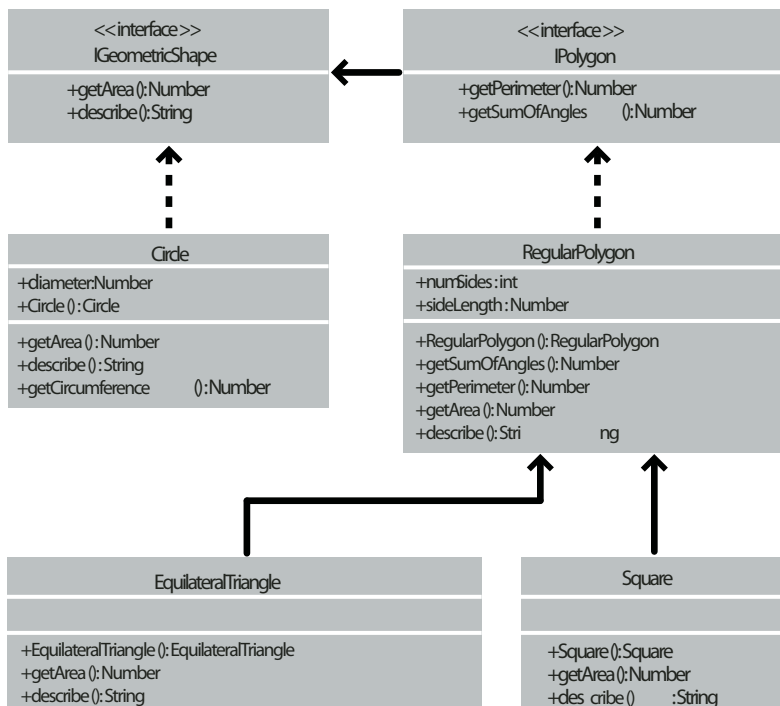 <<interface>>
IGeometricShape
+getArea():Number
+describe():String
<<interface>>
IPolygon
+getPerimeter():Number
+getSumOfAngles ():Number
Circle
+diameter:Number
+Circle():Circle
+getArea():Number
+describe():String
+getCircumference ():Number
RegularPolygon
+numSides:int
+sideLength:Number
+RegularPolygon():RegularPolygon
+getSumOfAngles():Number
+getPerimeter():Number
+getArea():Number
+describe():Stri ng
EquilateralTriangle
+EquilateralTriangle():EquilateralTriangle
+getArea():Number
+describe():String
Square
+Square():Square
+getArea():Number
+des cribe() :String